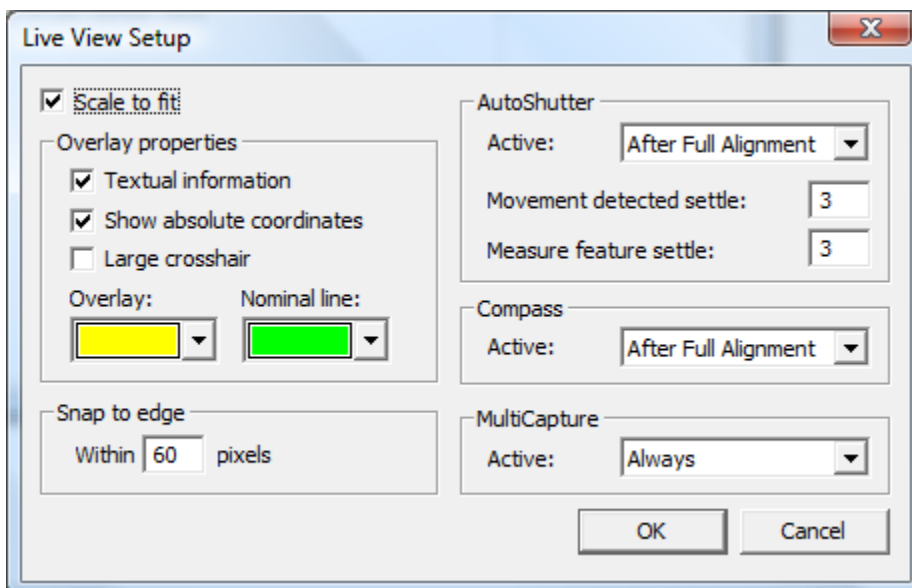 Live View Setup
Scale to fit
Overlay properties
Textual information
Show absolute coordinates
Large crosshair
Overlay:
Nominal line:
Snap to edge
Within 60 pixels
AutoShutter
Active: After Full Alignment
Movement detected settle: 3
Measure feature settle: 3
Compass
Active: After Full Alignment
MultiCapture
Active: Always
OK
Cancel